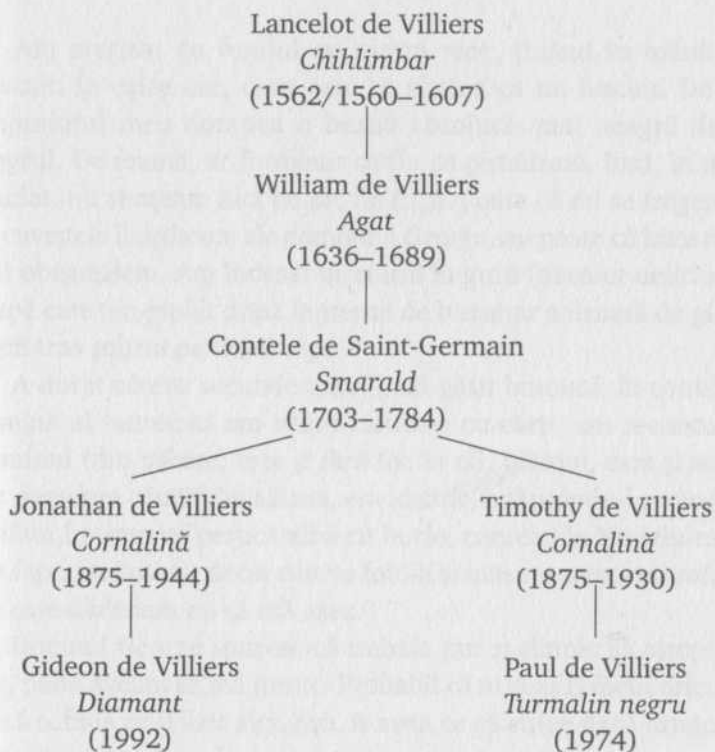 Lancelot de Villiers
Chihlimbar
(1562/1560–1607)
William de Villiers
Agat
(1636–1689)
Contele de Saint-Germain
Smarald
(1703–1784)
Jonathan de Villiers
Cornalină
(1875–1944)
Timothy de Villiers
Cornalină
(1875–1930)
Gideon de Villiers
Diamant
(1992)
Paul de Villiers
Turmalin negru
(1974)